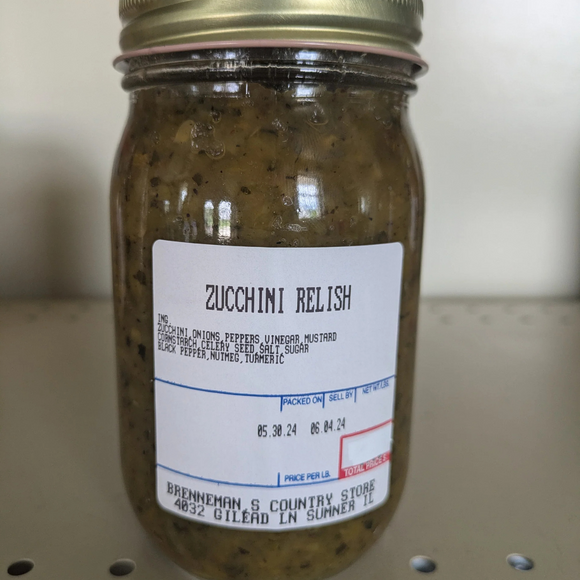 ZUCCHINI RELISH
ING.
ZUCCHINI, ONIONS, PEPPERS, VINEGAR, MUSTARD
CORNSTARCH, CELERY SEED, SALT, SUGAR
BLACK PEPPER, NUTMEG, TURMERIC
PACKED ON SELL BY NET WT. LBS.
05.30.24 06.04.24
PRICE PER LB. TOTAL PRICE $
BRENNEMAN S COUNTRY STORE
4032 GILEAD LN SUMNER IL